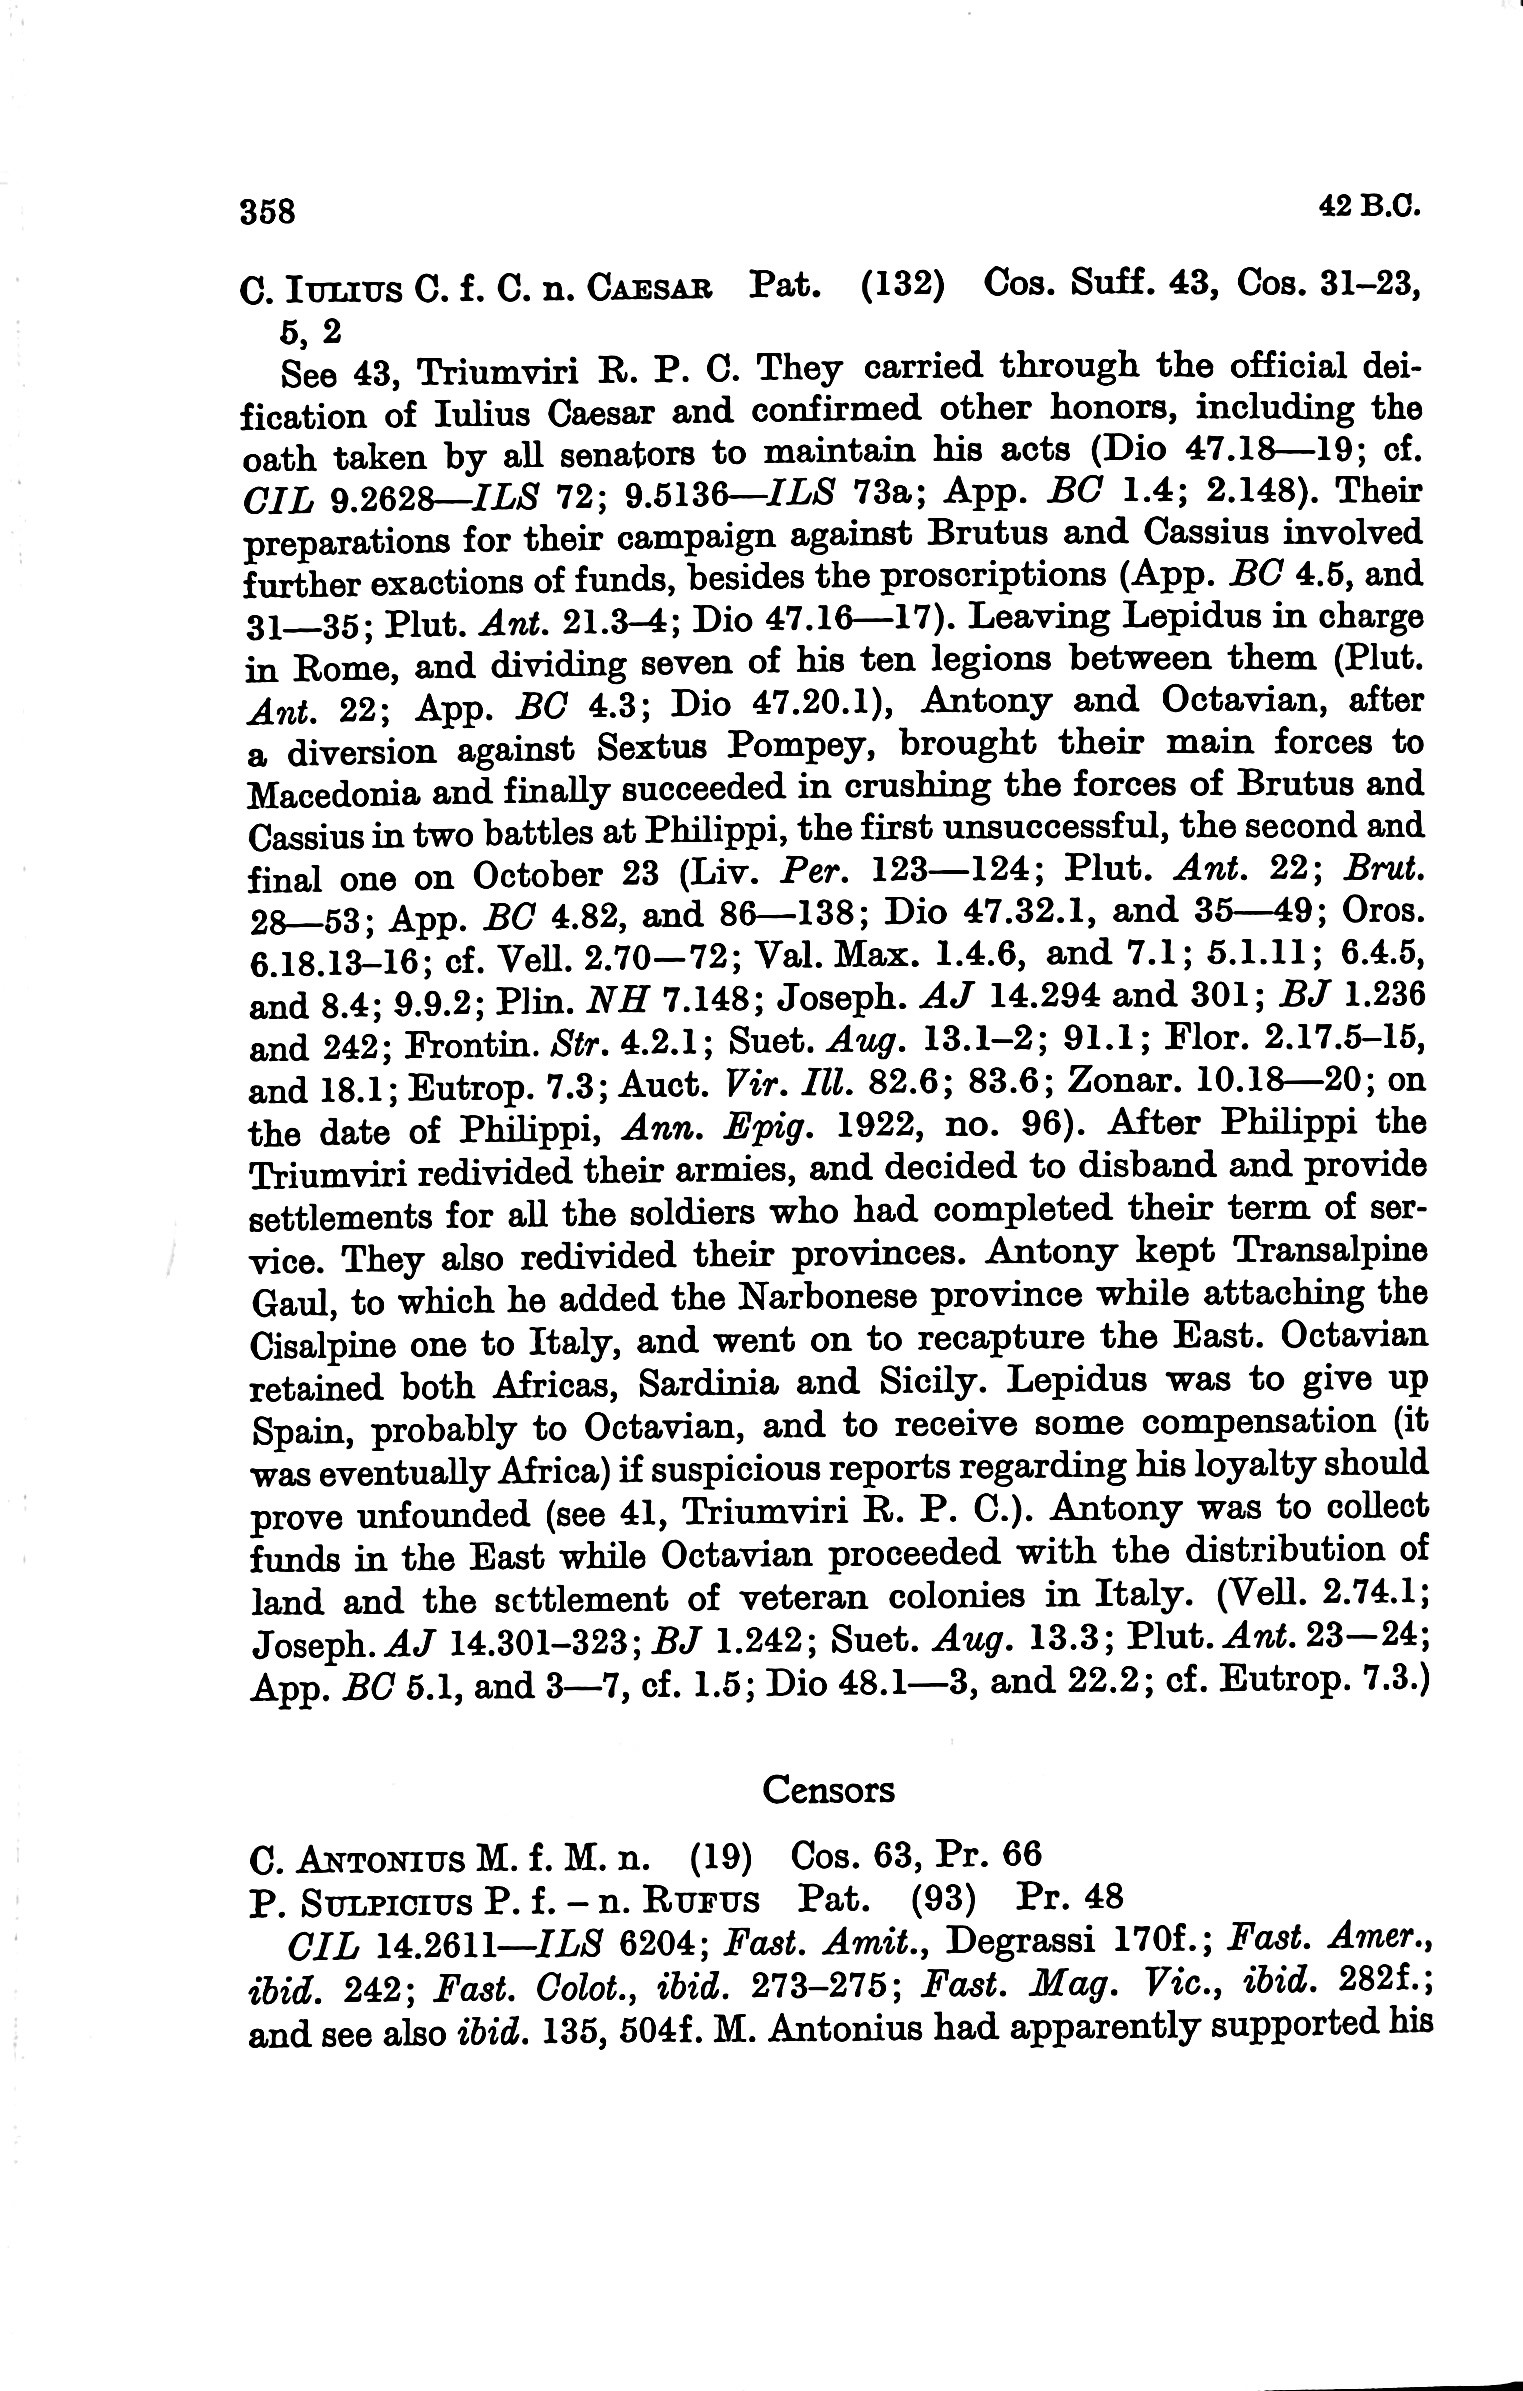 358
42 B.C.
C. IULIUS C. f. C. n. CAESAR Pat. (132) Cos. Suff. 43, Cos. 31–23,
5, 2
See 43, Triumviri R. P. C. They carried through the official dei-
fication of Iulius Caesar and confirmed other honors, including the
oath taken by all senators to maintain his acts (Dio 47.18—19; cf.
CIL 9.2628—ILS 72; 9.5136—ILS 73a; App. BC 1.4; 2.148). Their
preparations for their campaign against Brutus and Cassius involved
further exactions of funds, besides the proscriptions (App. BC 4.5, and
31—35; Plut. Ant. 21.3–4; Dio 47.16—17). Leaving Lepidus in charge
in Rome, and dividing seven of his ten legions between them (Plut.
Ant. 22; App. BC 4.3; Dio 47.20.1), Antony and Octavian, after
a diversion against Sextus Pompey, brought their main forces to
Macedonia and finally succeeded in crushing the forces of Brutus and
Cassius in two battles at Philippi, the first unsuccessful, the second and
final one on October 23 (Liv. Per. 123—124; Plut. Ant. 22; Brut.
28—53; App. BC 4.82, and 86—138; Dio 47.32.1, and 35—49; Oros.
6.18.13–16; cf. Vell. 2.70—72; Val. Max. 1.4.6, and 7.1; 5.1.11; 6.4.5,
and 8.4; 9.9.2; Plin. NH 7.148; Joseph. AJ 14.294 and 301; BJ 1.236
and 242; Frontin. Str. 4.2.1; Suet. Aug. 13.1–2; 91.1; Flor. 2.17.5–15,
and 18.1; Eutrop. 7.3; Auct. Vir. Ill. 82.6; 83.6; Zonar. 10.18—20; on
the date of Philippi, Ann. Epig. 1922, no. 96). After Philippi the
Triumviri redivided their armies, and decided to disband and provide
settlements for all the soldiers who had completed their term of ser-
vice. They also redivided their provinces. Antony kept Transalpine
Gaul, to which he added the Narbonese province while attaching the
Cisalpine one to Italy, and went on to recapture the East. Octavian
retained both Africas, Sardinia and Sicily. Lepidus was to give up
Spain, probably to Octavian, and to receive some compensation (it
was eventually Africa) if suspicious reports regarding his loyalty should
prove unfounded (see 41, Triumviri R. P. C.). Antony was to collect
funds in the East while Octavian proceeded with the distribution of
land and the settlement of veteran colonies in Italy. (Vell. 2.74.1;
Joseph. AJ 14.301–323; BJ 1.242; Suet. Aug. 13.3; Plut. Ant. 23—24;
App. BC 5.1, and 3—7, cf. 1.5; Dio 48.1—3, and 22.2; cf. Eutrop. 7.3.)
Censors
C. ANTONIUS M. f. M. n. (19) Cos. 63, Pr. 66
P. SULPICIUS P. f. – n. RUFUS Pat. (93) Pr. 48
CIL 14.2611—ILS 6204; Fast. Amit., Degrassi 170f.; Fast. Amer.,
ibid. 242; Fast. Colot., ibid. 273–275; Fast. Mag. Vic., ibid. 282f.;
and see also ibid. 135, 504f. M. Antonius had apparently supported his